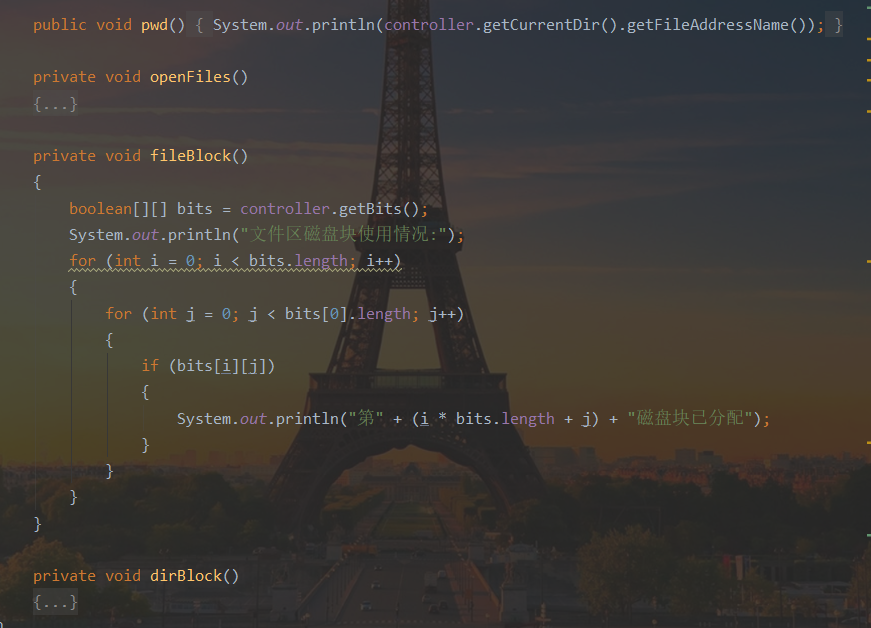 public void pwd() { System.out.println(controller.getCurrentDir().getFileAddressName()); }
private void openFiles()
{...}
private void fileBlock()
{
boolean[][] bits = controller.getBits();
System.out.println("文件区磁盘块使用情况:");
for (int i = 0; i < bits.length; i++)
{
for (int j = 0; j < bits[0].length; j++)
{
if (bits[i][j])
{
System.out.println("第" + (i * bits.length + j) + "磁盘块已分配");
}
}
}
}
private void dirBlock()
{...}